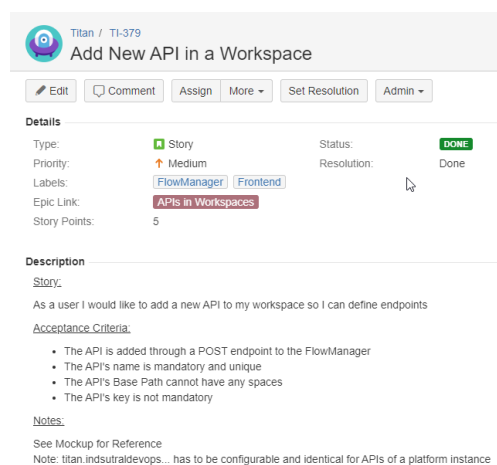 Titan / TI-379
Add New API in a Workspace
Edit Comment Assign More Set Resolution Admin
Details
Type: Story Status: DONE
Priority: Medium Resolution: Done
Labels: FlowManager Frontend
Epic Link: APIs in Workspaces
Story Points: 5
Description
Story:
As a user I would like to add a new API to my workspace so I can define endpoints
Acceptance Criteria:
• The API is added through a POST endpoint to the FlowManager
• The API's name is mandatory and unique
• The API's Base Path cannot have any spaces
• The API's key is not mandatory
Notes:
See Mockup for Reference
Note: titan.indsutraldevops... has to be configurable and identical for APIs of a platform instance